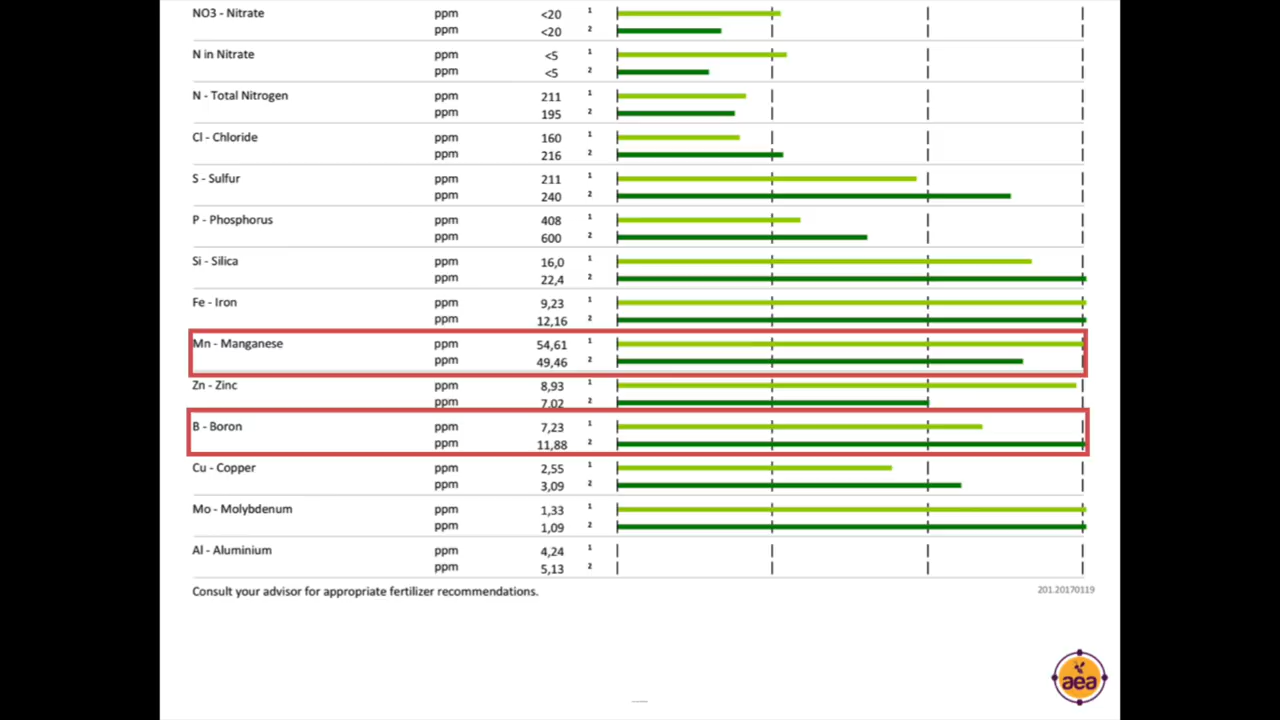 NO3 - Nitrate ppm <20 1
ppm <20 2
N in Nitrate ppm <5 1
ppm <5 2
N - Total Nitrogen ppm 211 1
ppm 195 2
Cl - Chloride ppm 160 1
ppm 216 2
S - Sulfur ppm 211 1
ppm 240 2
P - Phosphorus ppm 408 1
ppm 600 2
Si - Silica ppm 16,0 1
ppm 22,4 2
Fe - Iron ppm 9,23 1
ppm 12,16 2
Mn - Manganese ppm 54,61 1
ppm 49,46 2
Zn - Zinc ppm 8,93 1
ppm 7,02 2
B - Boron ppm 7,23 1
ppm 11,88 2
Cu - Copper ppm 2,55 1
ppm 3,09 2
Mo - Molybdenum ppm 1,33 1
ppm 1,09 2
Al - Aluminium ppm 4,24 1
ppm 5,13 2
Consult your advisor for appropriate fertilizer recommendations. 201.20170119
aea